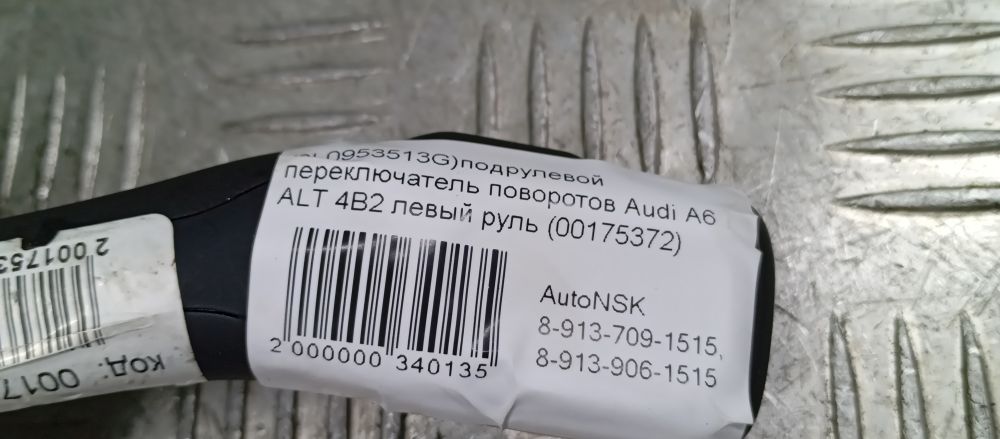 0953513G)подрулевой
переключатель поворотов Audi A6
ALT 4B2 левый руль (00175372)
AutoNSK
8-913-709-1515,
8-913-906-1515
2 000000 340135
2 001753
код: 0017